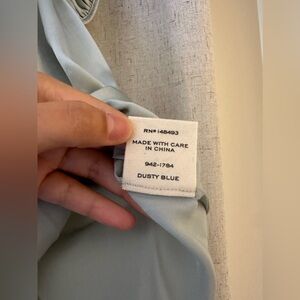 RN# 148493
MADE WITH CARE
IN CHINA
942-1784
DUSTY BLUE